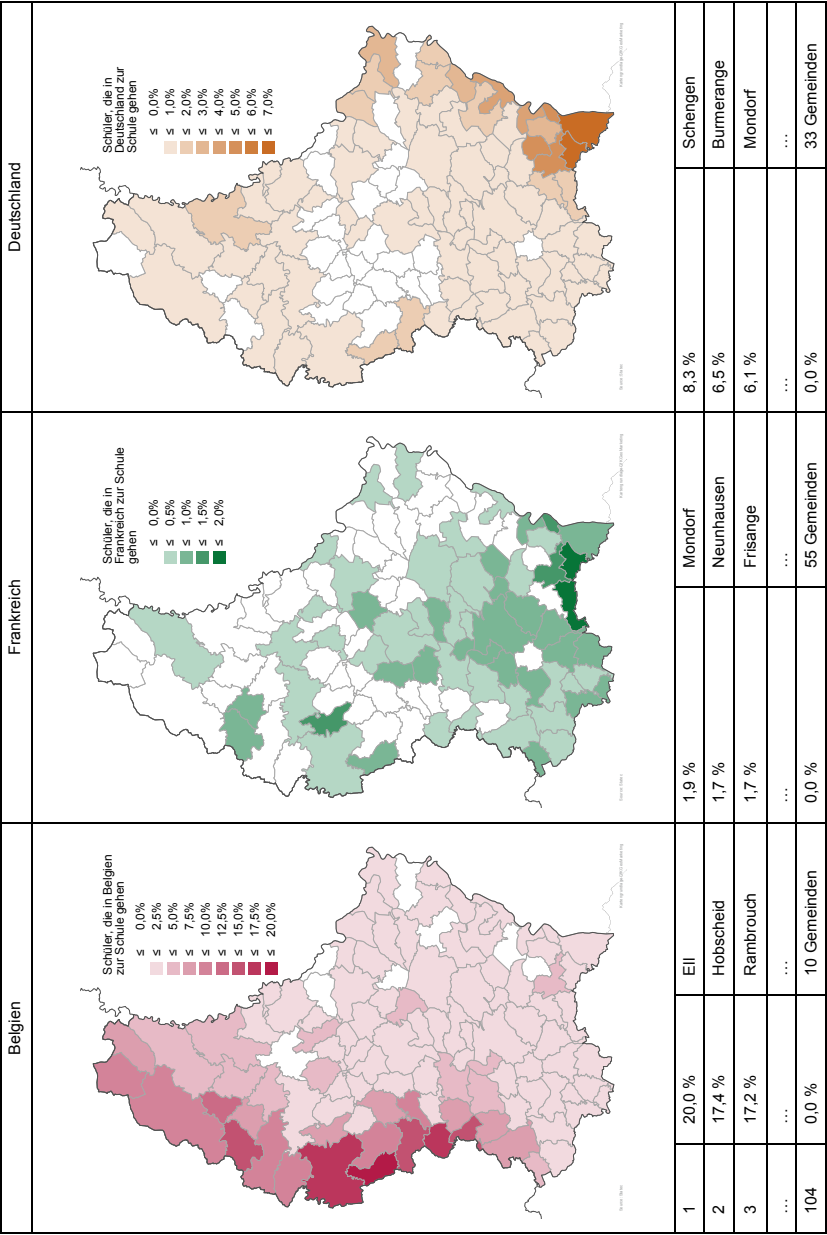 Belgien
Frankreich
Deutschland
Schüler, die in Belgien
zur Schule gehen
≤ 0,0%
≤ 2,5%
≤ 5,0%
≤ 7,5%
≤ 10,0%
≤ 12,5%
≤ 15,0%
≤ 17,5%
≤ 20,0%
Schüler, die in
Frankreich zur Schule
gehen
≤ 0,0%
≤ 0,5%
≤ 1,0%
≤ 1,5%
≤ 2,0%
Schüler, die in
Deutschland zur
Schule gehen
≤ 0,0%
≤ 1,0%
≤ 2,0%
≤ 3,0%
≤ 4,0%
≤ 5,0%
≤ 6,0%
≤ 7,0%
1 20,0 % Ell 1,9 % Mondorf 8,3 % Schengen
2 17,4 % Hobscheid 1,7 % Neunhausen 6,5 % Burmerange
3 17,2 % Rambrouch 1,7 % Frisange 6,1 % Mondorf
… … … … … … …
104 0,0 % 10 Gemeinden 0,0 % 55 Gemeinden 0,0 % 33 Gemeinden